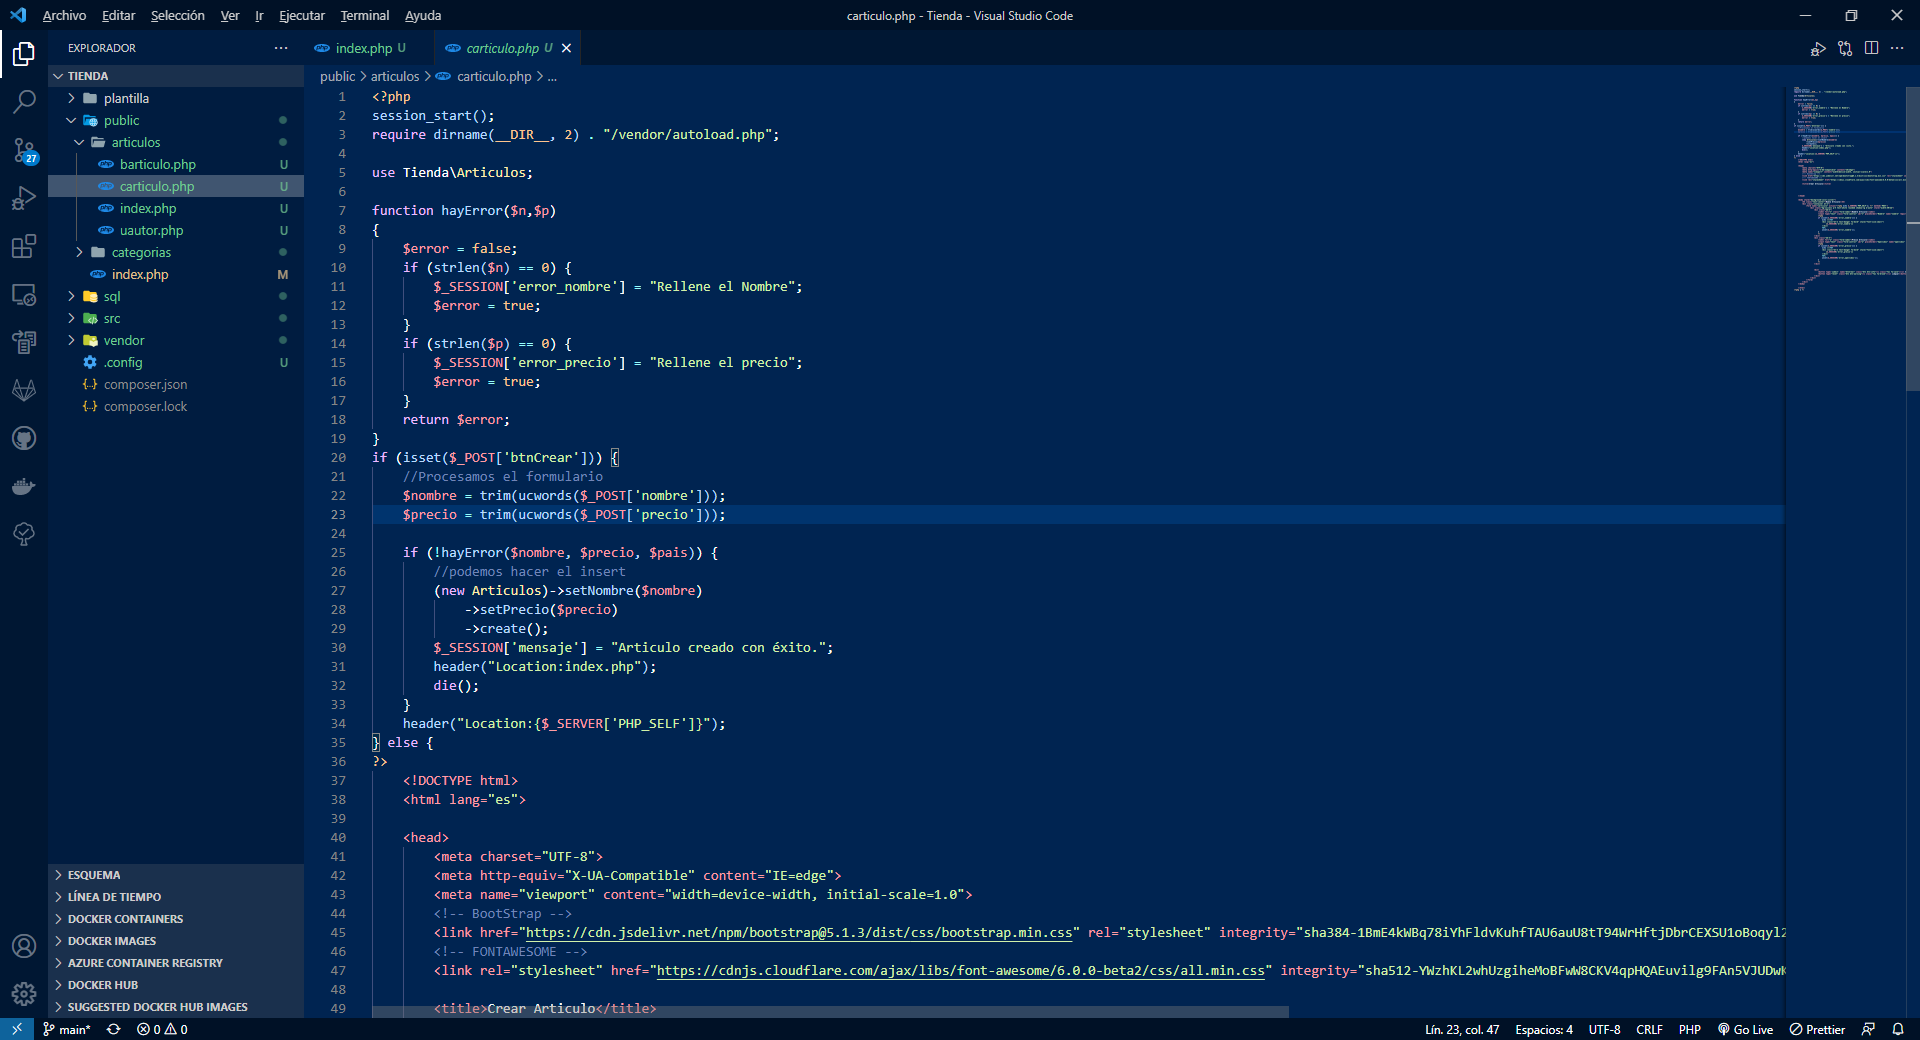 Archivo Editar Selección Ver Ir Ejecutar Terminal Ayuda
carticulo.php - Tienda - Visual Studio Code
EXPLORADOR
TIENDA
plantilla
public
articulos
barticulo.php U
carticulo.php U
index.php U
uautor.php U
categorias
index.php M
sql
src
vendor
.config U
composer.json
composer.lock
27
ESQUEMA
LÍNEA DE TIEMPO
DOCKER CONTAINERS
DOCKER IMAGES
AZURE CONTAINER REGISTRY
DOCKER HUB
SUGGESTED DOCKER HUB IMAGES
index.php U
carticulo.php U
public > articulos > carticulo.php > ...
1 <?php
2 session_start();
3 require dirname(__DIR__, 2) . "/vendor/autoload.php";
4
5 use Tienda\Articulos;
6
7 function hayError($n,$p)
8 {
9 $error = false;
10 if (strlen($n) == 0) {
11 $_SESSION['error_nombre'] = "Rellene el Nombre";
12 $error = true;
13 }
14 if (strlen($p) == 0) {
15 $_SESSION['error_precio'] = "Rellene el precio";
16 $error = true;
17 }
18 return $error;
19 }
20 if (isset($_POST['btnCrear'])) {
21 //Procesamos el formulario
22 $nombre = trim(ucwords($_POST['nombre']));
23 $precio = trim(ucwords($_POST['precio']));
24
25 if (!hayError($nombre, $precio, $pais)) {
26 //podemos hacer el insert
27 (new Articulos)->setNombre($nombre)
28 ->setPrecio($precio)
29 ->create();
30 $_SESSION['mensaje'] = "Articulo creado con éxito.";
31 header("Location:index.php");
32 die();
33 }
34 header("Location:{$_SERVER['PHP_SELF']}");
35 } else {
36 ?>
37 <!DOCTYPE html>
38 <html lang="es">
39
40 <head>
41 <meta charset="UTF-8">
42 <meta http-equiv="X-UA-Compatible" content="IE=edge">
43 <meta name="viewport" content="width=device-width, initial-scale=1.0">
44 <!-- BootStrap -->
45 <link href="https://cdn.jsdelivr.net/npm/bootstrap@5.1.3/dist/css/bootstrap.min.css" rel="stylesheet" integrity="sha384-1BmE4kWBq78iYhFldvKuhfTAU6auU8tT94WrHftjDbrCEXSU1oBoqyl2
46 <!-- FONTAWESOME -->
47 <link rel="stylesheet" href="https://cdnjs.cloudflare.com/ajax/libs/font-awesome/6.0.0-beta2/css/all.min.css" integrity="sha512-YWzhKL2whUzgiheMoBFwW8CKV4qpHQAEuvilg9FAn5VJUDwK
48
49 <title>Crear Articulo</title>
main* 0 0 Lín. 23, col. 47 Espacios: 4 UTF-8 CRLF PHP Go Live Prettier